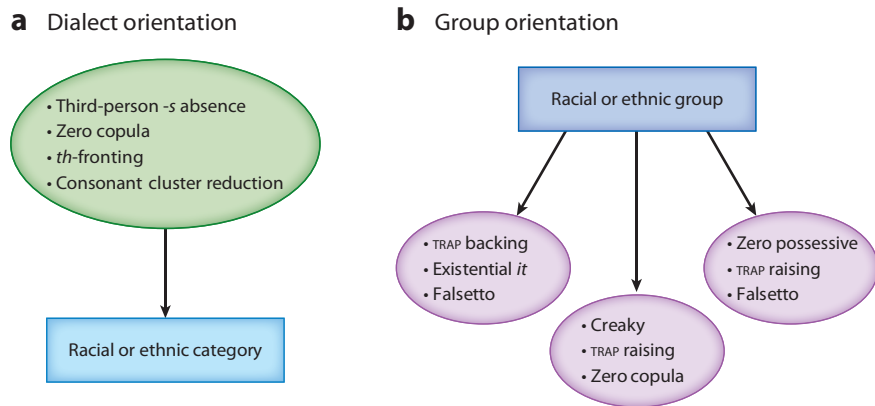 a Dialect orientation
• Third-person -s absence
• Zero copula
• th-fronting
• Consonant cluster reduction
Racial or ethnic category
b Group orientation
Racial or ethnic group
• TRAP backing
• Existential it
• Falsetto
• Creaky
• TRAP raising
• Zero copula
• Zero possessive
• TRAP raising
• Falsetto